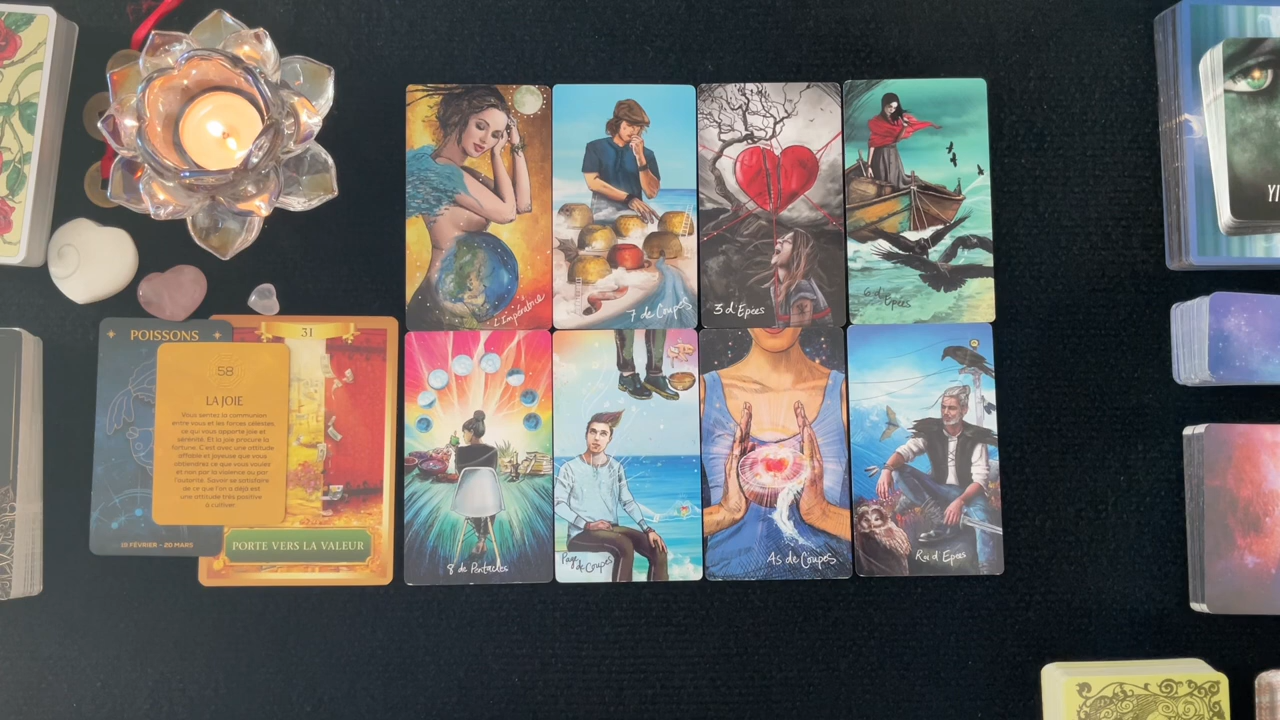 L'Impératrice
7 de Coupes
3 d'Epées
6 d'Epées
POISSONS
31
58
LA JOIE
Vous sentez la communion
entre vous et les forces célestes,
ce qui vous apporte joie et
sérénité. Et la joie procure la
fortune. C'est avec une attitude
affable et joyeuse que vous
obtiendrez ce que vous voulez
et non par la violence ou par
l'autorité. Savoir se satisfaire
de ce que l'on a déjà est
une attitude très positive
à cultiver.
19 FÉVRIER - 20 MARS
PORTE VERS LA VALEUR
8 de Pentacles
Page
de Coupes
As de Coupes
Roi d'Epées